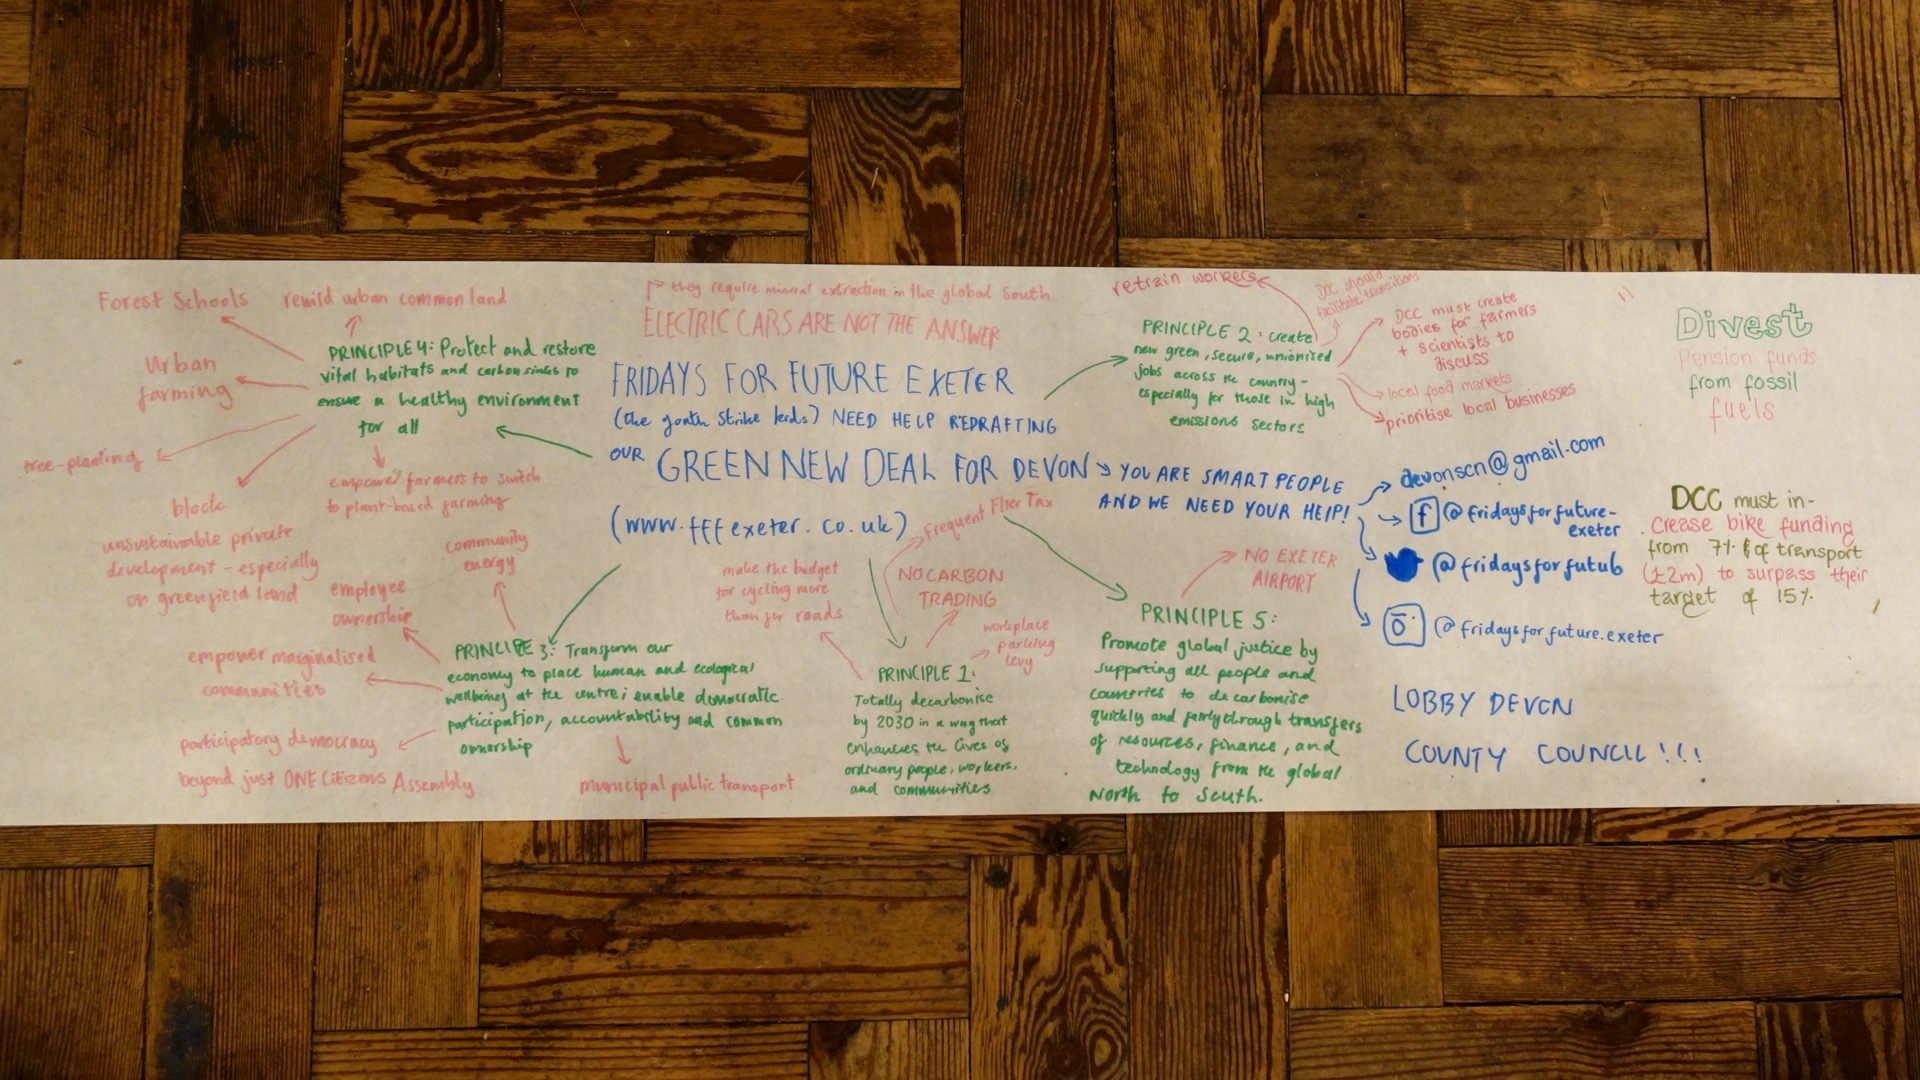 Forest Schools
rewild urban common land
Urban
farming
PRINCIPLE 4: Protect and restore
vital habitats and carbon sinks to
ensure a healthy environment
for all
tree-planting
block
unsustainable private
development - especially
on greenfield land
empower farmers to switch
to plant-based farming
they require mineral extraction in the global South
ELECTRIC CARS ARE NOT THE ANSWER
FRIDAYS FOR FUTURE EXETER
(the youth strike kids) NEED HELP REDRAFTING
OUR GREEN NEW DEAL FOR DEVON
(www.fffexeter.co.uk)
YOU ARE SMART PEOPLE
AND WE NEED YOUR HELP!
devonscn@gmail.com
f @fridaysforfuture-
exeter
@fridaysforfutub
@fridaysforfuture.exeter
LOBBY DEVON
COUNTY COUNCIL!!!
retrain workers
DCC should
facilitate transitions
PRINCIPLE 2: create
new green, secure, unionised
jobs across the country-
especially for those in high
emissions sectors
DCC must create
bodies for farmers
+ scientists to
discuss
local food markets
prioritise local businesses
Divest
Pension funds
from fossil
fuels
DCC must in-
crease bike funding
from 7% of transport
(£2m) to surpass their
target of 15%
community
energy
employee
ownership
empower marginalised
communities
participatory democracy
beyond just ONE Citizens Assembly
PRINCIPLE 3: Transform our
economy to place human and ecological
wellbeing at the centre; enable democratic
participation, accountability and common
ownership
municipal public transport
make the budget
for cycling more
than for roads
Frequent Flier Tax
NO CARBON
TRADING
workplace
parking
levy
PRINCIPLE 1:
Totally decarbonise
by 2030 in a way that
enhances the lives of
ordinary people, workers,
and communities
NO EXETER
AIRPORT
PRINCIPLE 5:
Promote global justice by
supporting all people and
countries to decarbonise
quickly and fairly through transfers
of resources, finance, and
technology from the global
North to South.